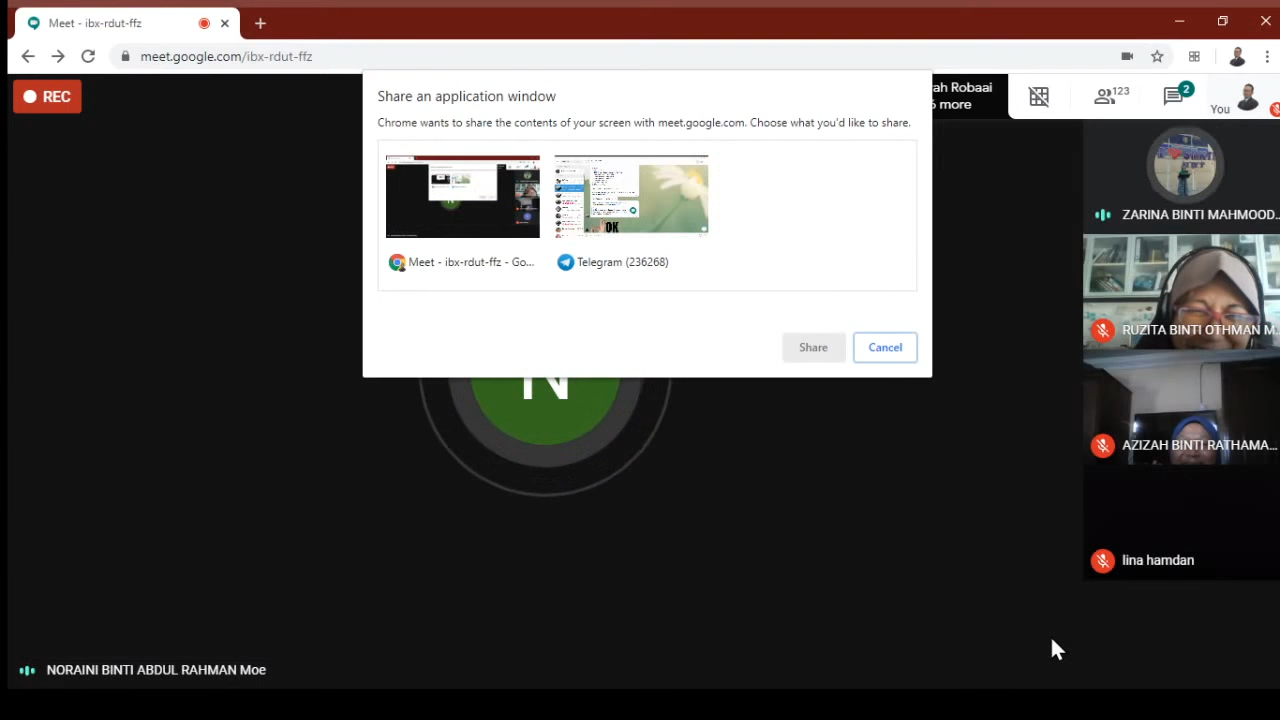 Meet - ibx-rdut-ffz
meet.google.com/ibx-rdut-ffz
REC
Share an application window
Chrome wants to share the contents of your screen with meet.google.com. Choose what you'd like to share.
Meet - ibx-rdut-ffz - Go...
Telegram (236268)
Share
Cancel
ah Robaai
6 more
123
2
You
ZARINA BINTI MAHMOOD...
RUZITA BINTI OTHMAN M...
AZIZAH BINTI RATHAMA...
lina hamdan
N
NORAINI BINTI ABDUL RAHMAN Moe